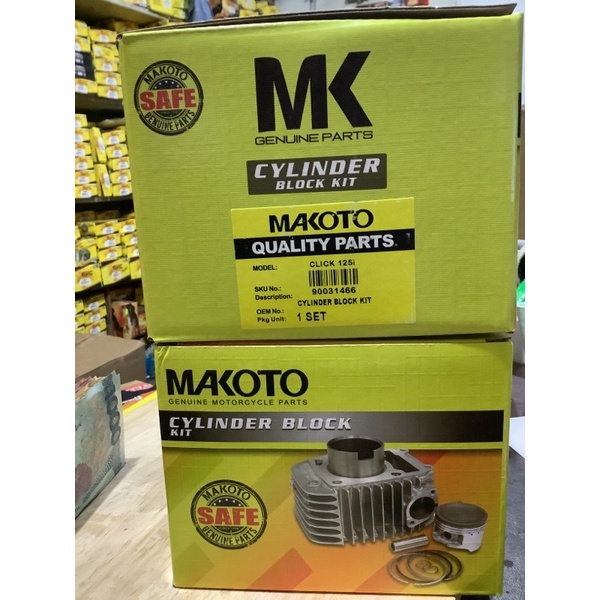 MAKOTO
SAFE
GENUINE PARTS
MK
GENUINE PARTS
CYLINDER
BLOCK KIT
MAKOTO
QUALITY PARTS
MODEL: CLICK 125i
SKU No.: 90031466
Description: CYLINDER BLOCK KIT
OEM No.:
Pkg Unit: 1 SET
MAKOTO
GENUINE MOTORCYCLE PARTS
CYLINDER BLOCK
KIT
MAKOTO
SAFE
GENUINE PARTS